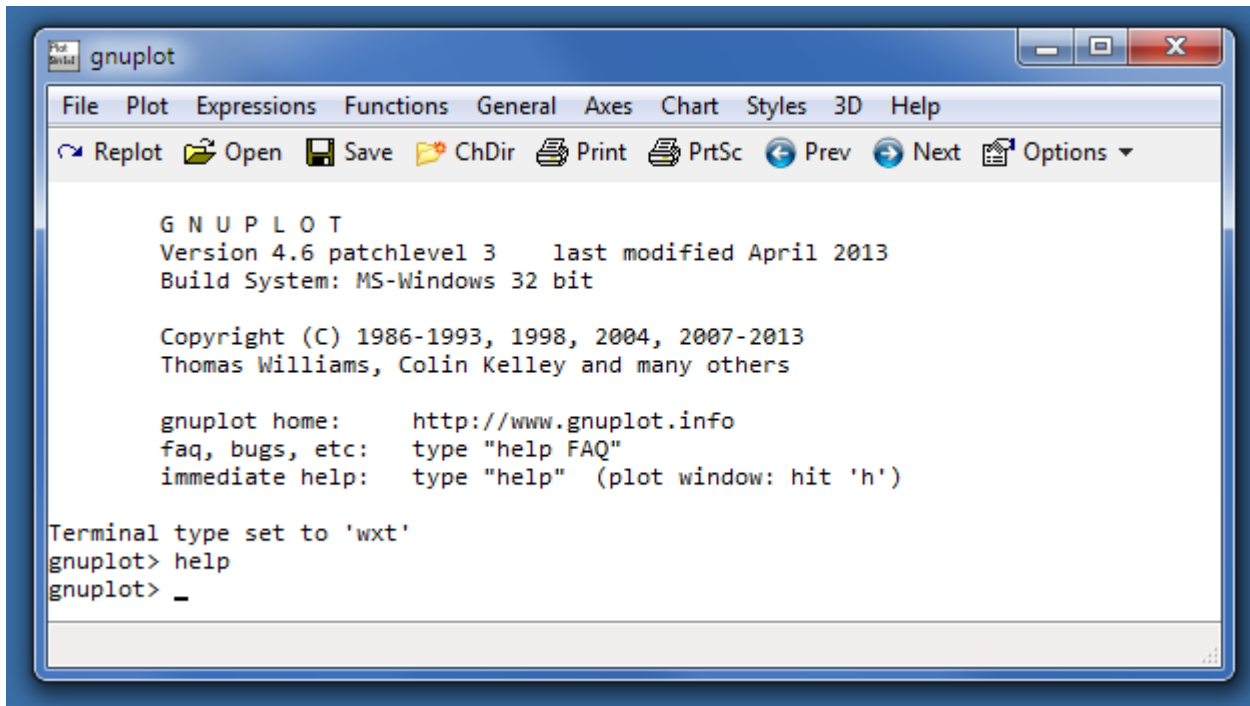 gnuplot
File Plot Expressions Functions General Axes Chart Styles 3D Help
Replot Open Save ChDir Print PrtSc Prev Next Options
G N U P L O T
Version 4.6 patchlevel 3    last modified April 2013
Build System: MS-Windows 32 bit
Copyright (C) 1986-1993, 1998, 2004, 2007-2013
Thomas Williams, Colin Kelley and many others
gnuplot home:     http://www.gnuplot.info
faq, bugs, etc:   type "help FAQ"
immediate help:   type "help"  (plot window: hit 'h')
Terminal type set to 'wxt'
gnuplot> help
gnuplot> _